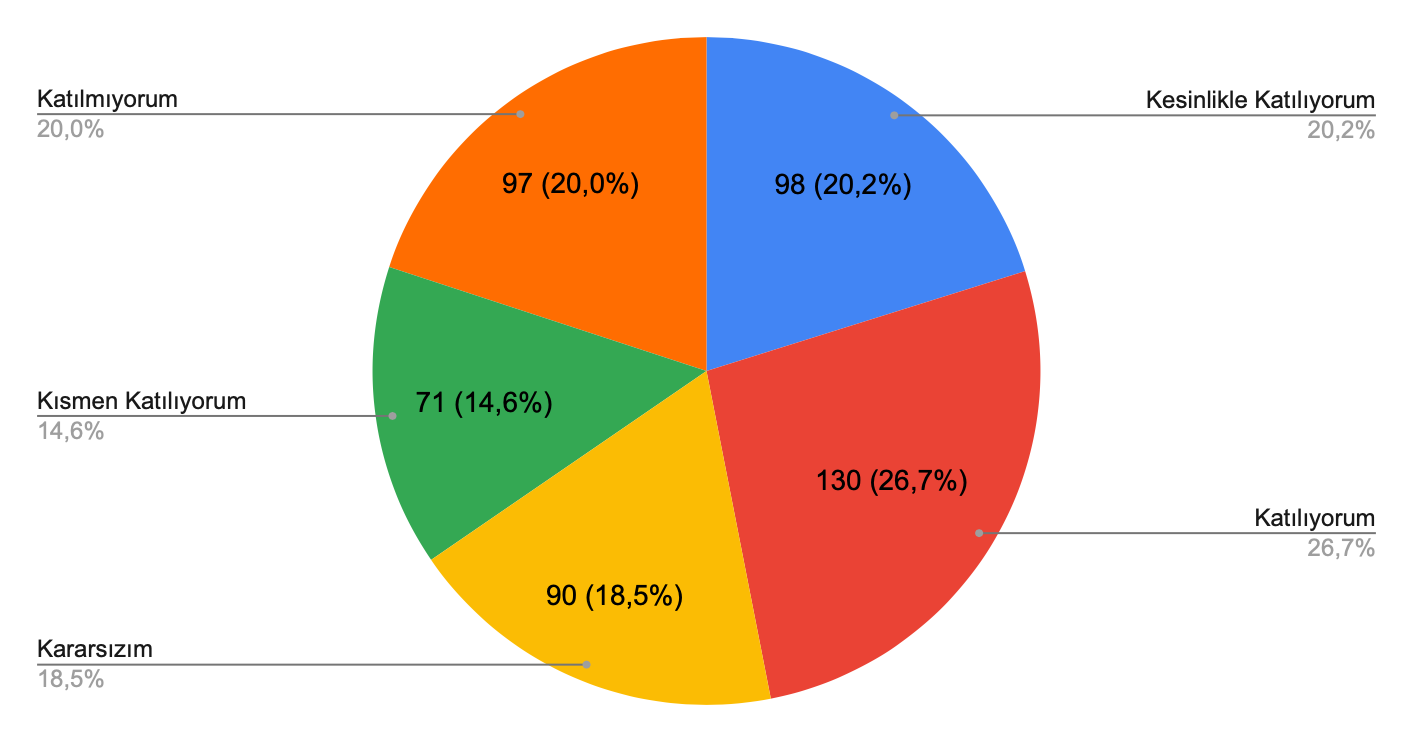 Katılmıyorum
20,0%
Kesinlikle Katılıyorum
20,2%
97 (20,0%)
98 (20,2%)
Kısmen Katılıyorum
14,6%
71 (14,6%)
130 (26,7%)
Katılıyorum
26,7%
90 (18,5%)
Kararsızım
18,5%